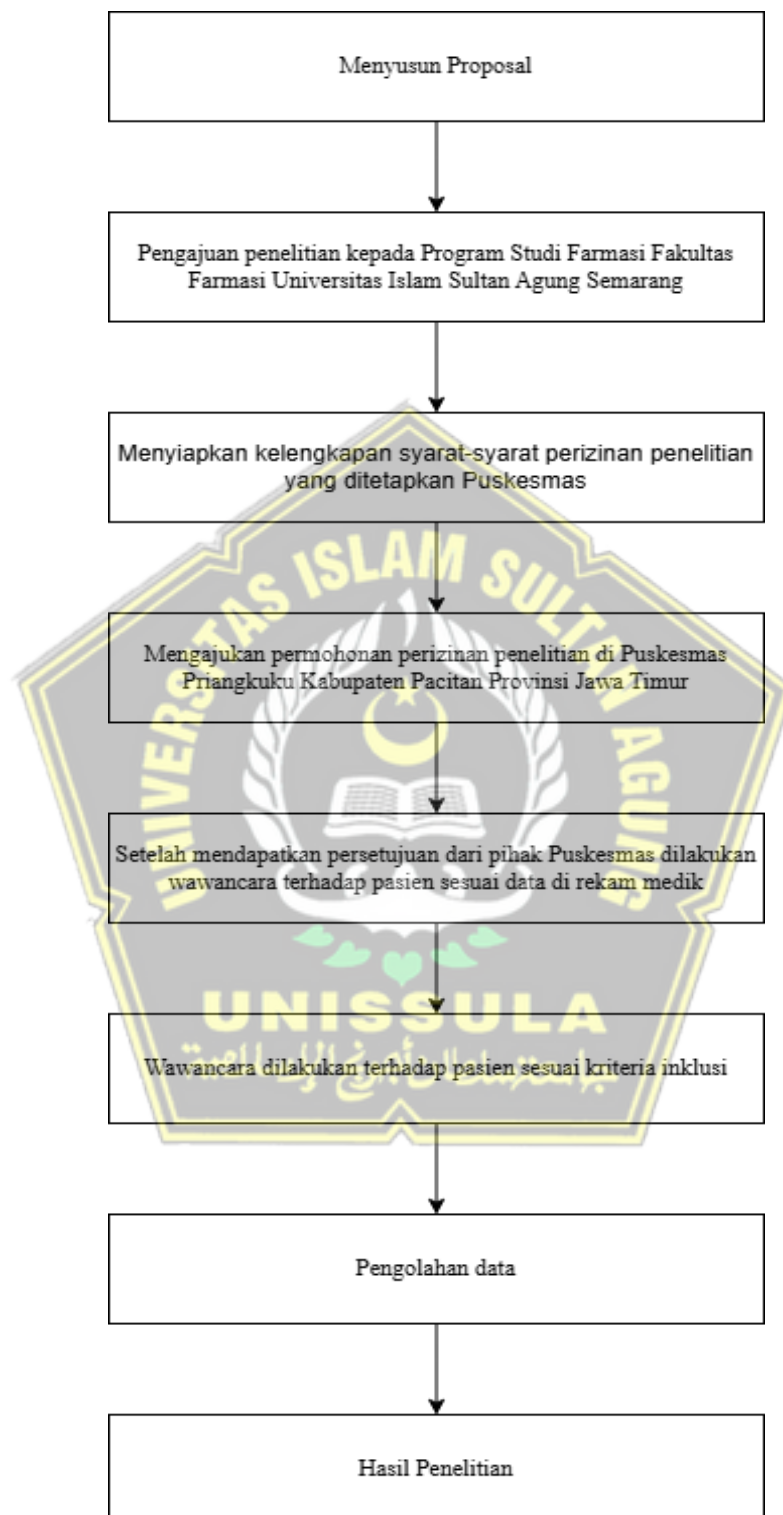 Menyusun Proposal
Pengajuan penelitian kepada Program Studi Farmasi Fakultas
Farmasi Universitas Islam Sultan Agung Semarang
Menyiapkan kelengkapan syarat-syarat perizinan penelitian
yang ditetapkan Puskesmas
UNIVERSITAS ISLAM SULTAN AGUNG
Mengajukan permohonan perizinan penelitian di Puskesmas
Priangkuku Kabupaten Pacitan Provinsi Jawa Timur
Setelah mendapatkan persetujuan dari pihak Puskesmas dilakukan
wawancara terhadap pasien sesuai data di rekam medik
UNISSULA
Wawancara dilakukan terhadap pasien sesuai kriteria inklusi
Pengolahan data
Hasil Penelitian